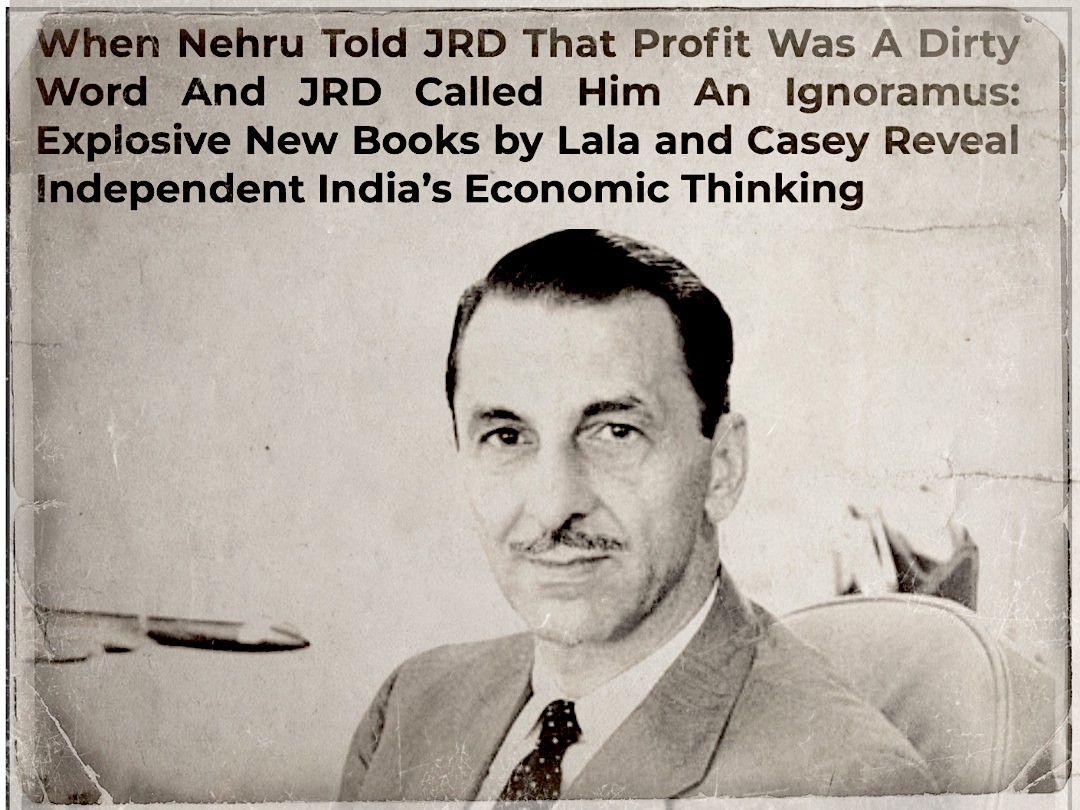 When Nehru Told JRD That Profit Was A Dirty
Word And JRD Called Him An Ignoramus:
Explosive New Books by Lala and Casey Reveal
Independent India’s Economic Thinking